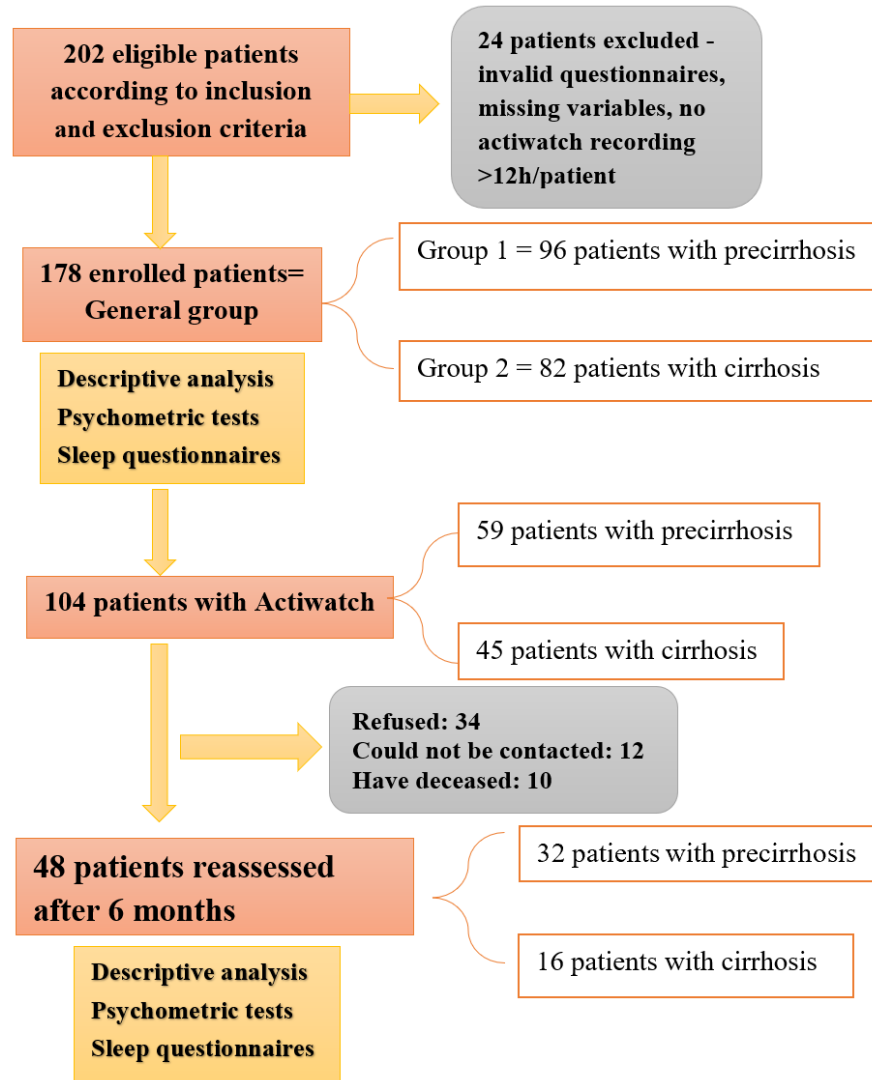 202 eligible patients
according to inclusion
and exclusion criteria
24 patients excluded -
invalid questionnaires,
missing variables, no
actiwatch recording
>12h/patient
178 enrolled patients=
General group
Group 1 = 96 patients with precirrhosis
Group 2 = 82 patients with cirrhosis
Descriptive analysis
Psychometric tests
Sleep questionnaires
104 patients with Actiwatch
59 patients with precirrhosis
45 patients with cirrhosis
Refused: 34
Could not be contacted: 12
Have deceased: 10
48 patients reassessed
after 6 months
32 patients with precirrhosis
16 patients with cirrhosis
Descriptive analysis
Psychometric tests
Sleep questionnaires